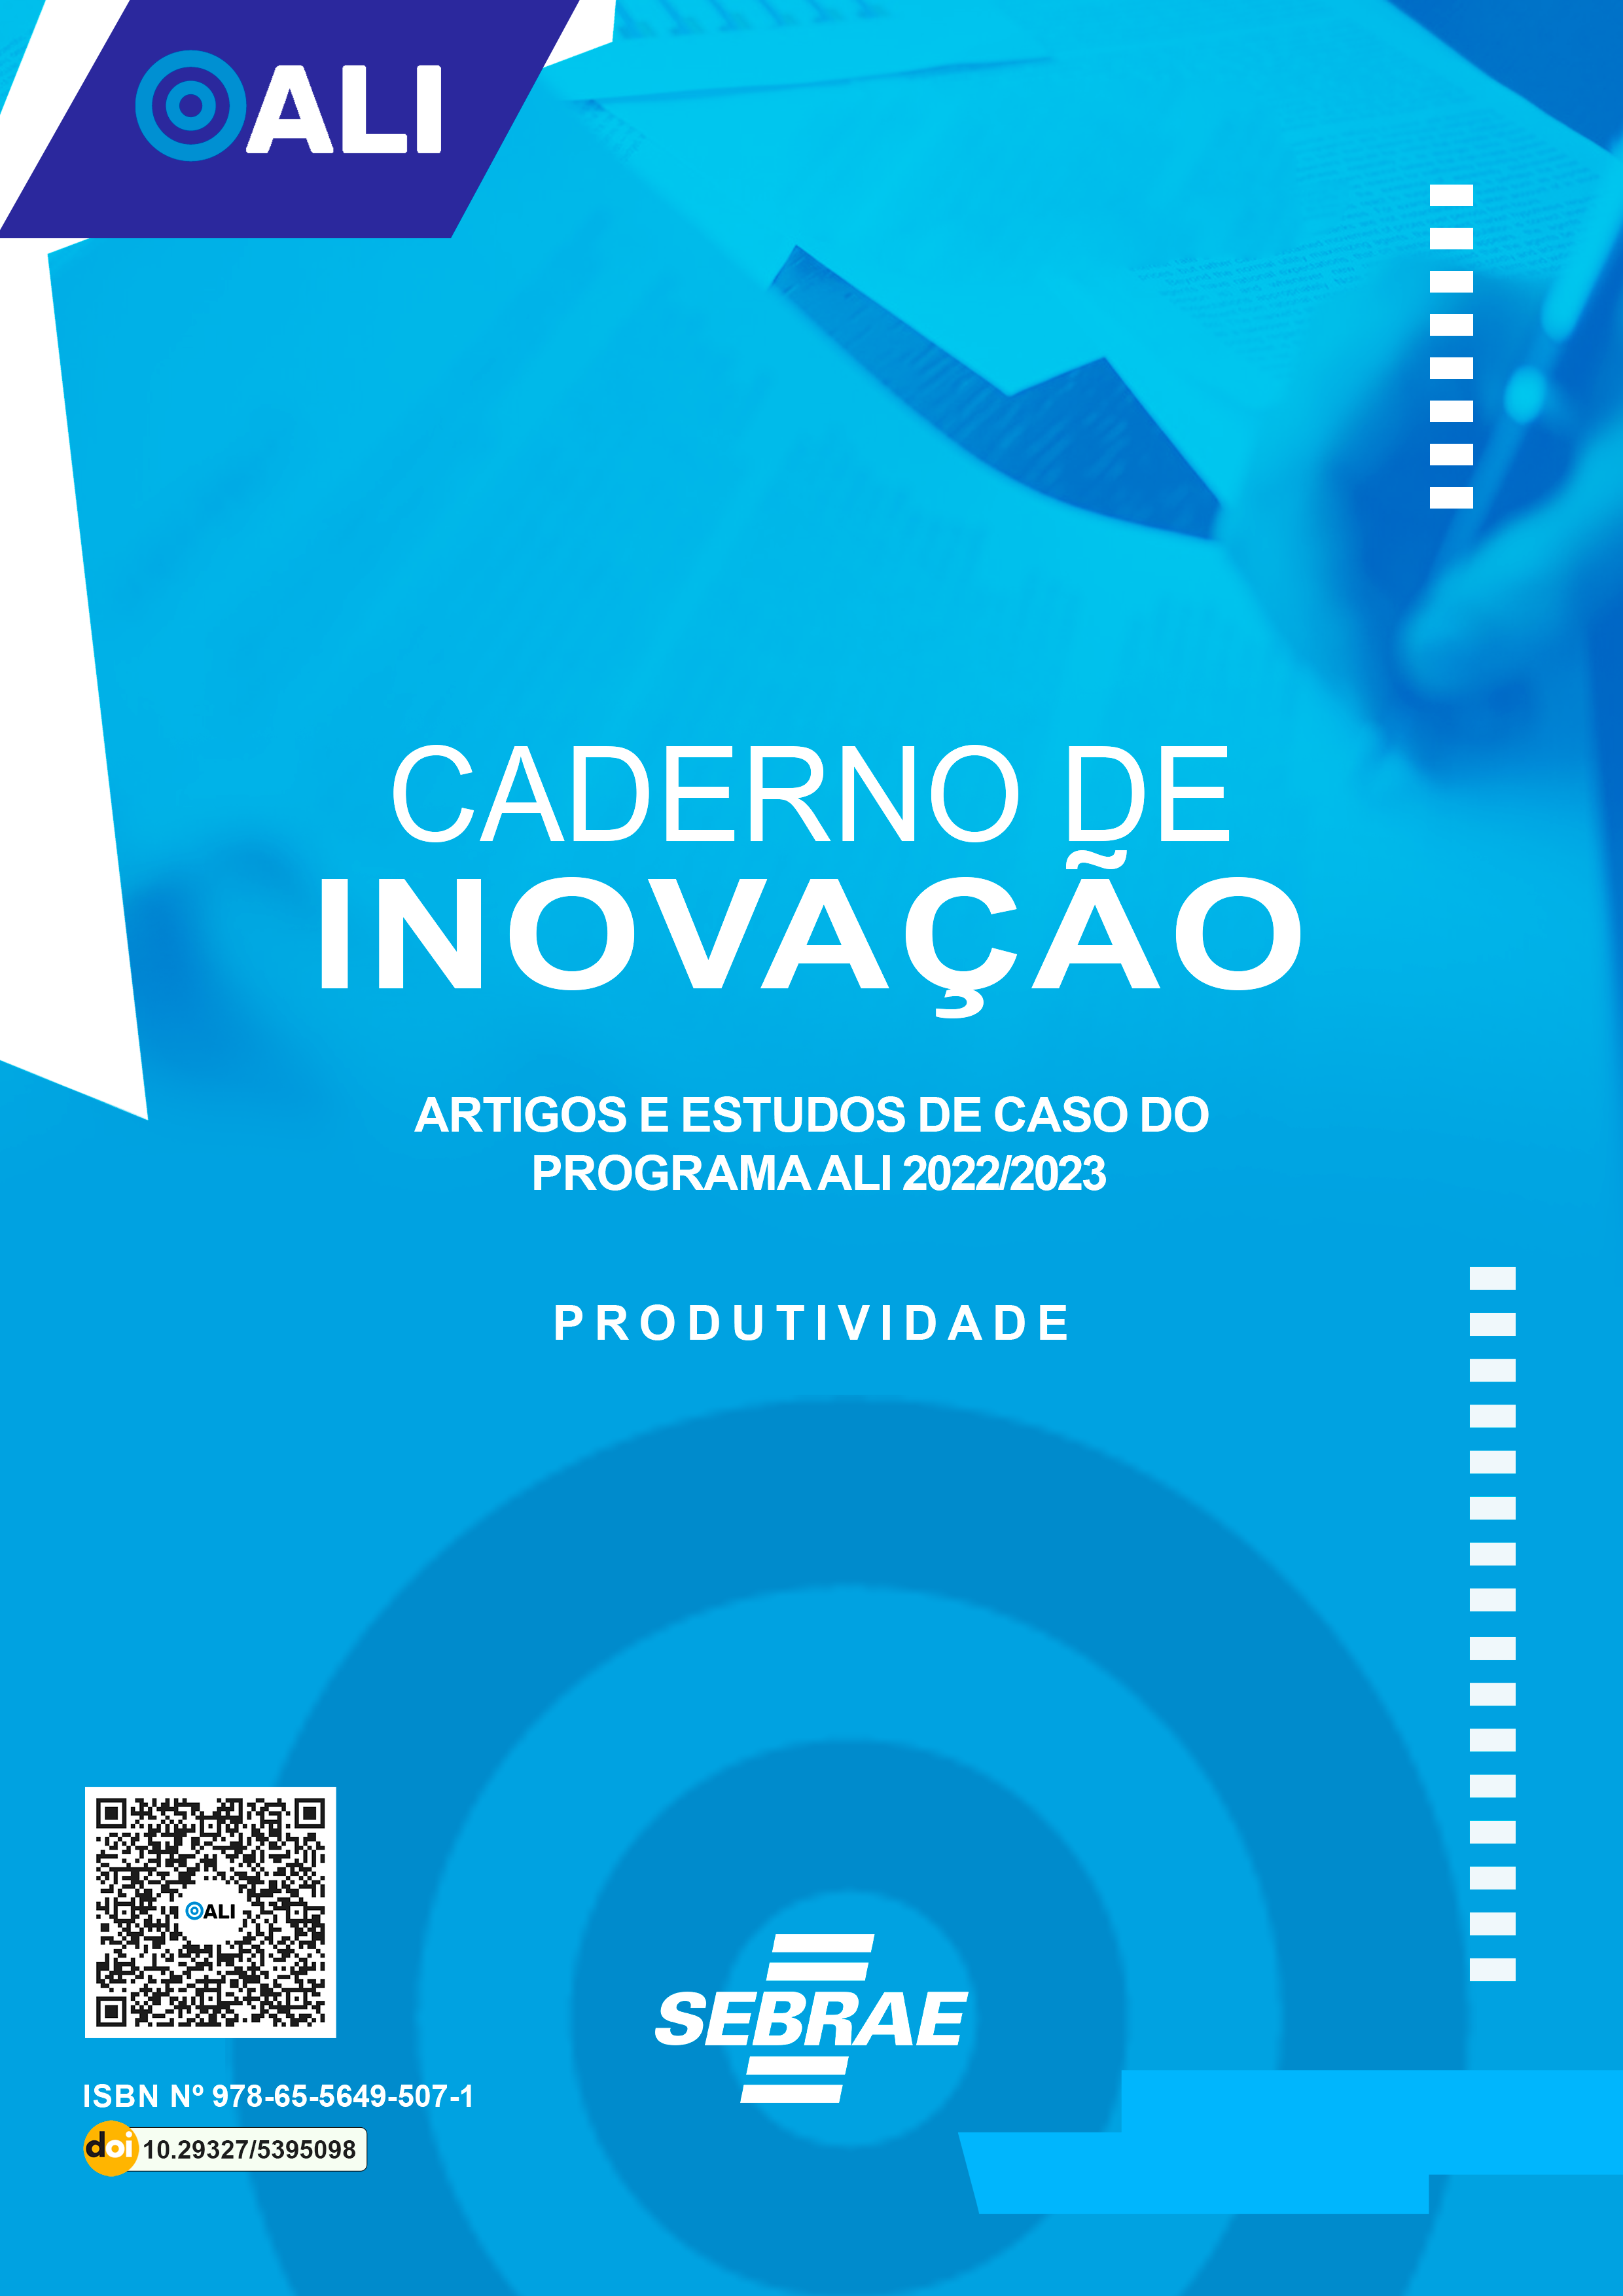 ALI
CADERNO DE
INOVAÇÃO
ARTIGOS E ESTUDOS DE CASO DO
PROGRAMA ALI 2022/2023
PRODUTIVIDADE
ALI
SEBRAE
ISBN Nº 978-65-5649-507-1
doi 10.29327/5395098